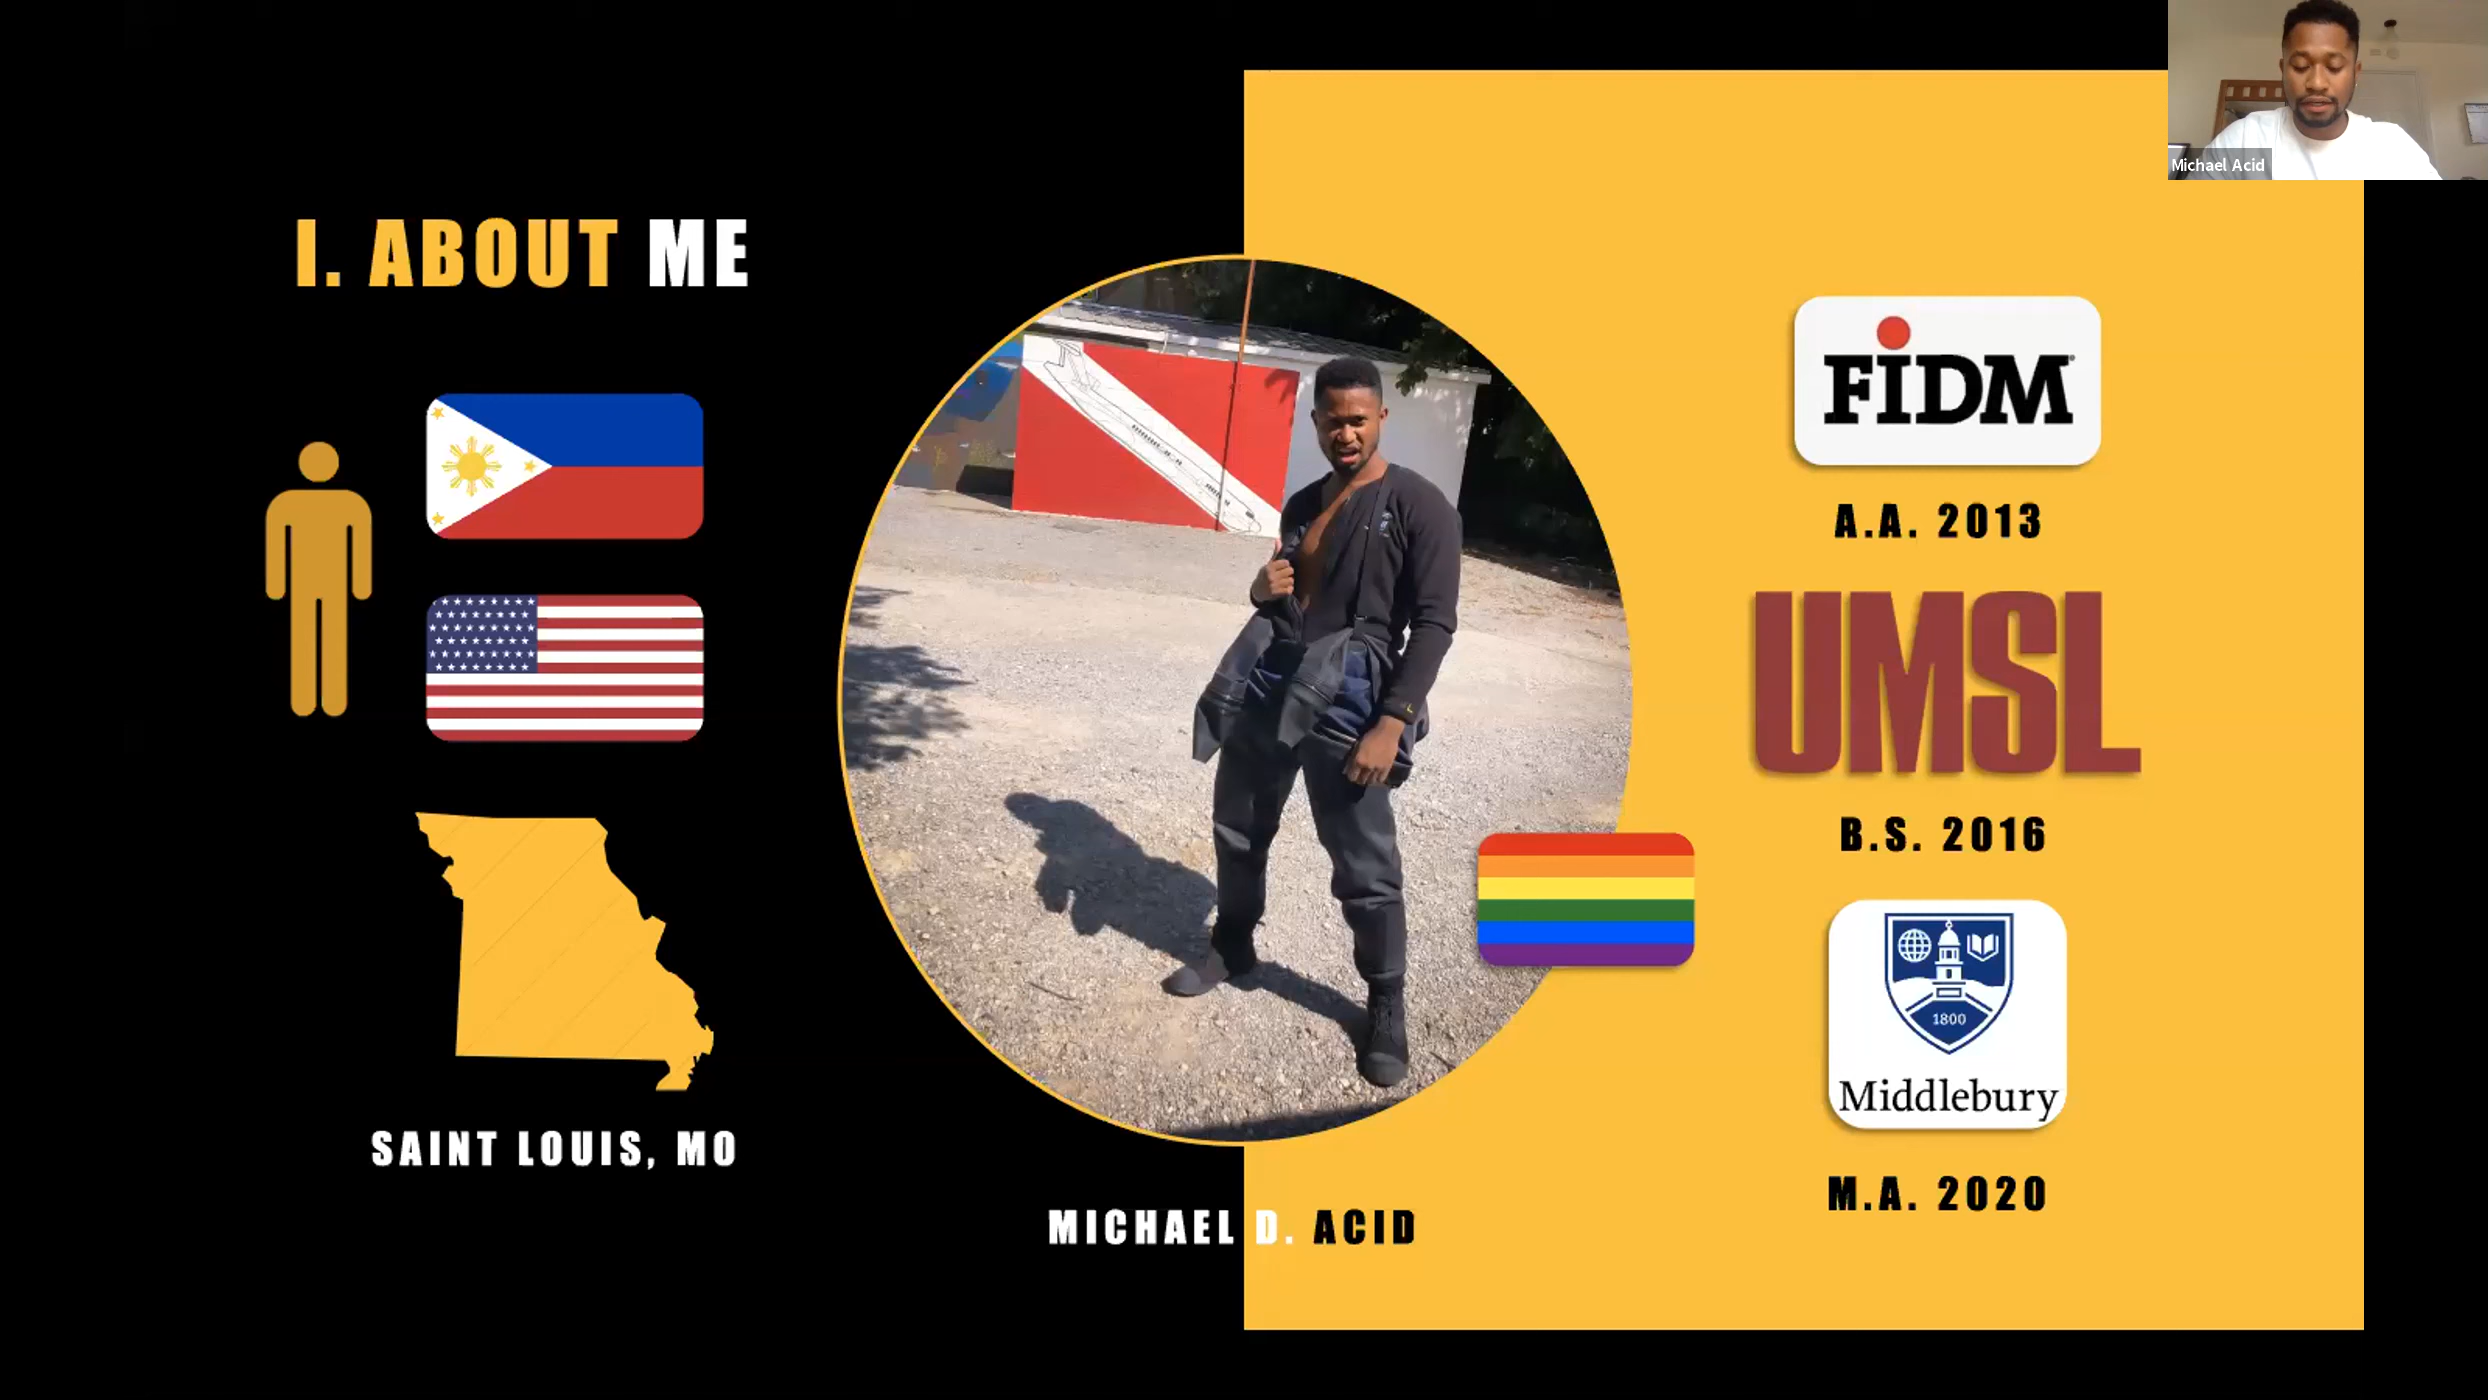 I. ABOUT ME
SAINT LOUIS, MO
MICHAEL D. ACID
FIDM
A.A. 2013
UMSL
B.S. 2016
1800
Middlebury
M.A. 2020
Michael Acid